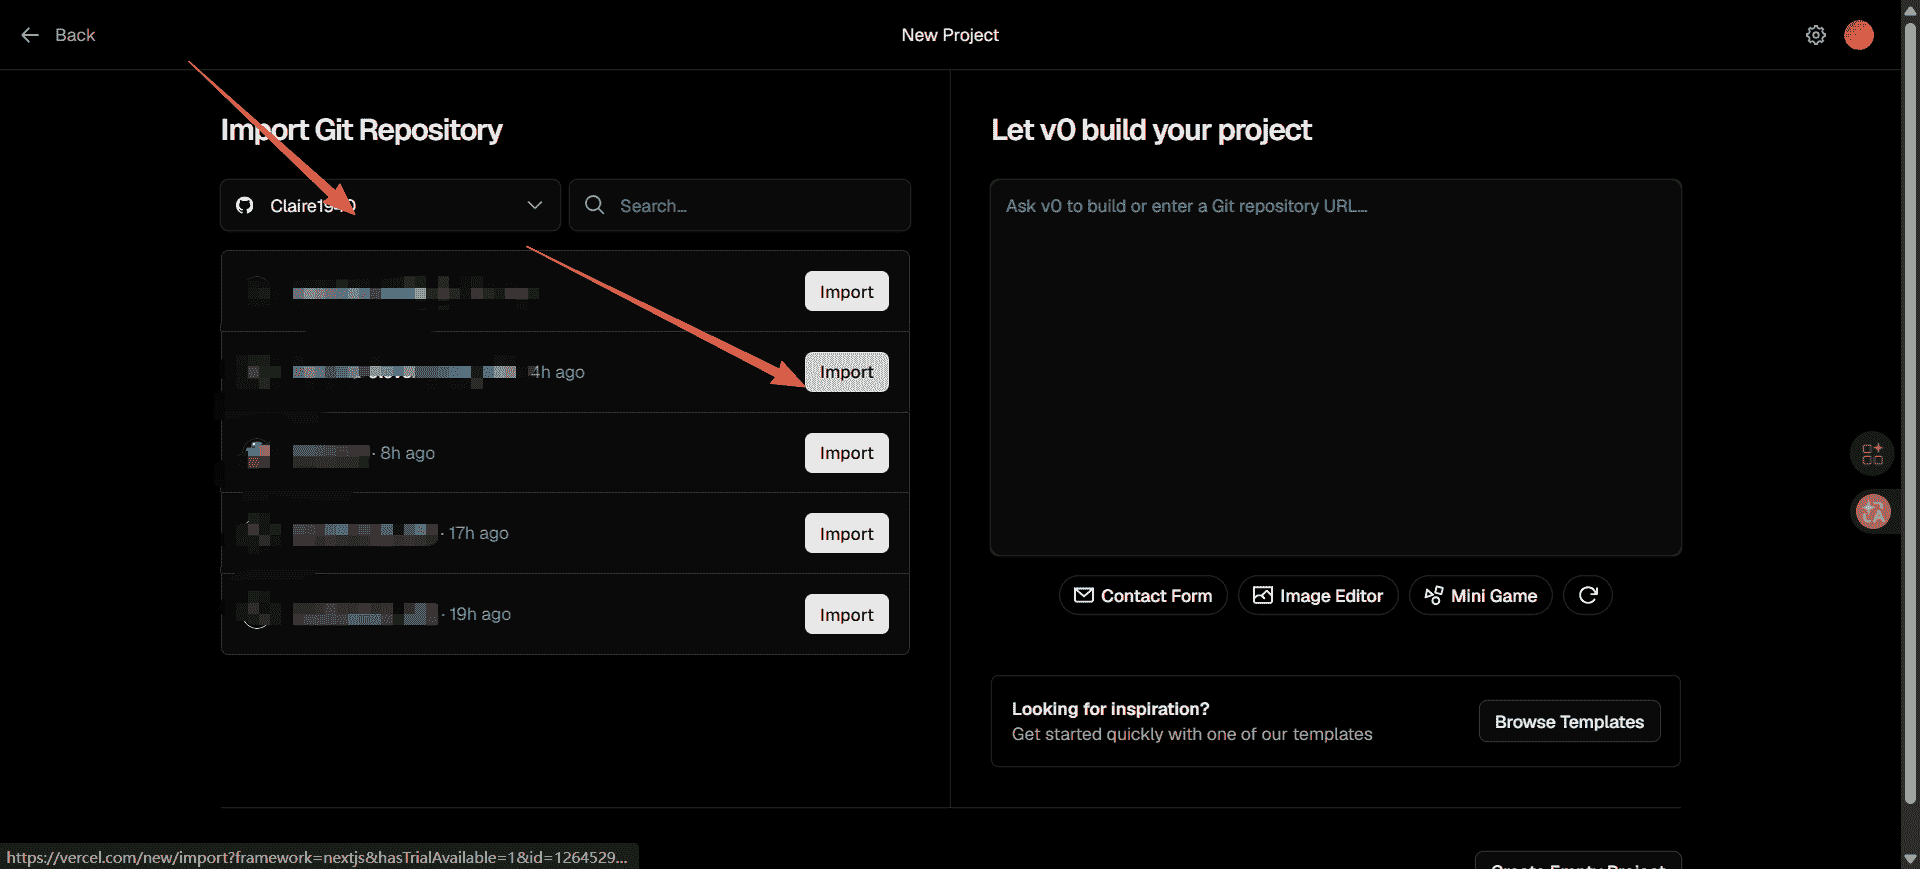 Back
New Project
Import Git Repository
Let v0 build your project
Search...
Ask v0 to build or enter a Git repository URL...
Import
4h ago
Import
· 8h ago
Import
· 17h ago
Import
· 19h ago
Import
Contact Form
Image Editor
Mini Game
Looking for inspiration?
Get started quickly with one of our templates
Browse Templates
https://vercel.com/new/import?framework=nextjs&hasTrialAvailable=1&id=1264529...
Create Empty Project